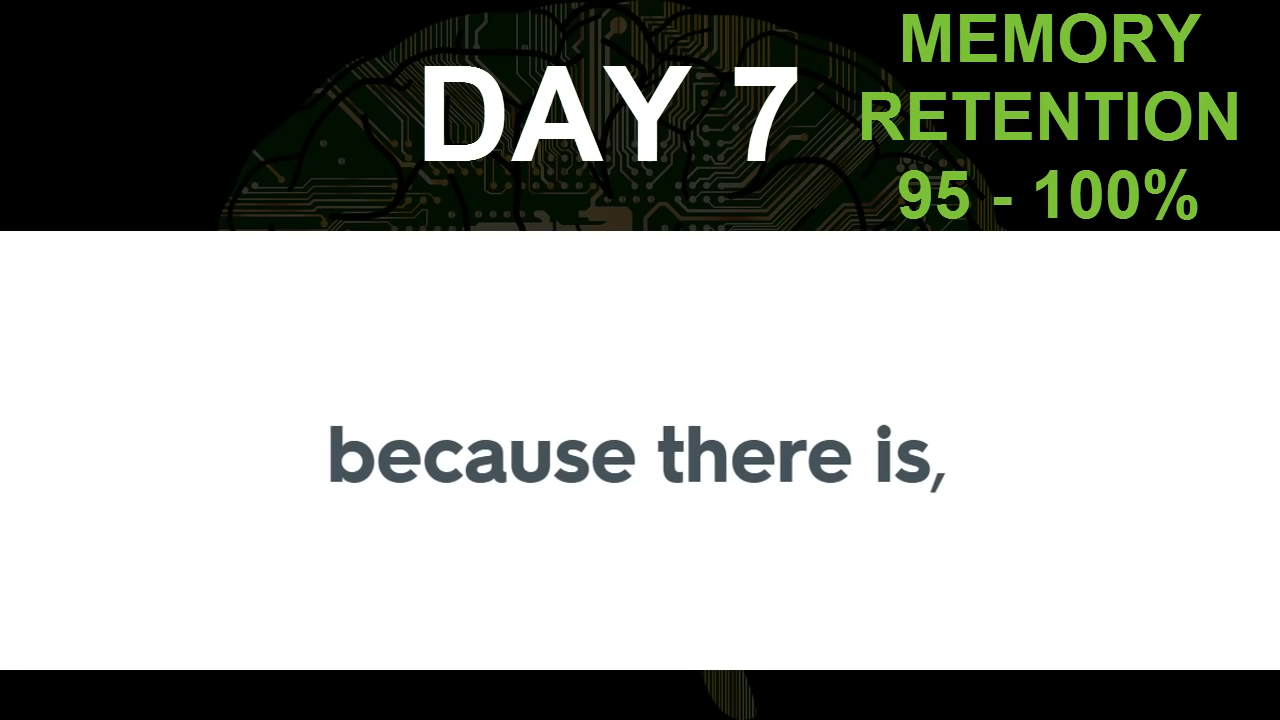 DAY 7
MEMORY
RETENTION
95 - 100%
because there is,